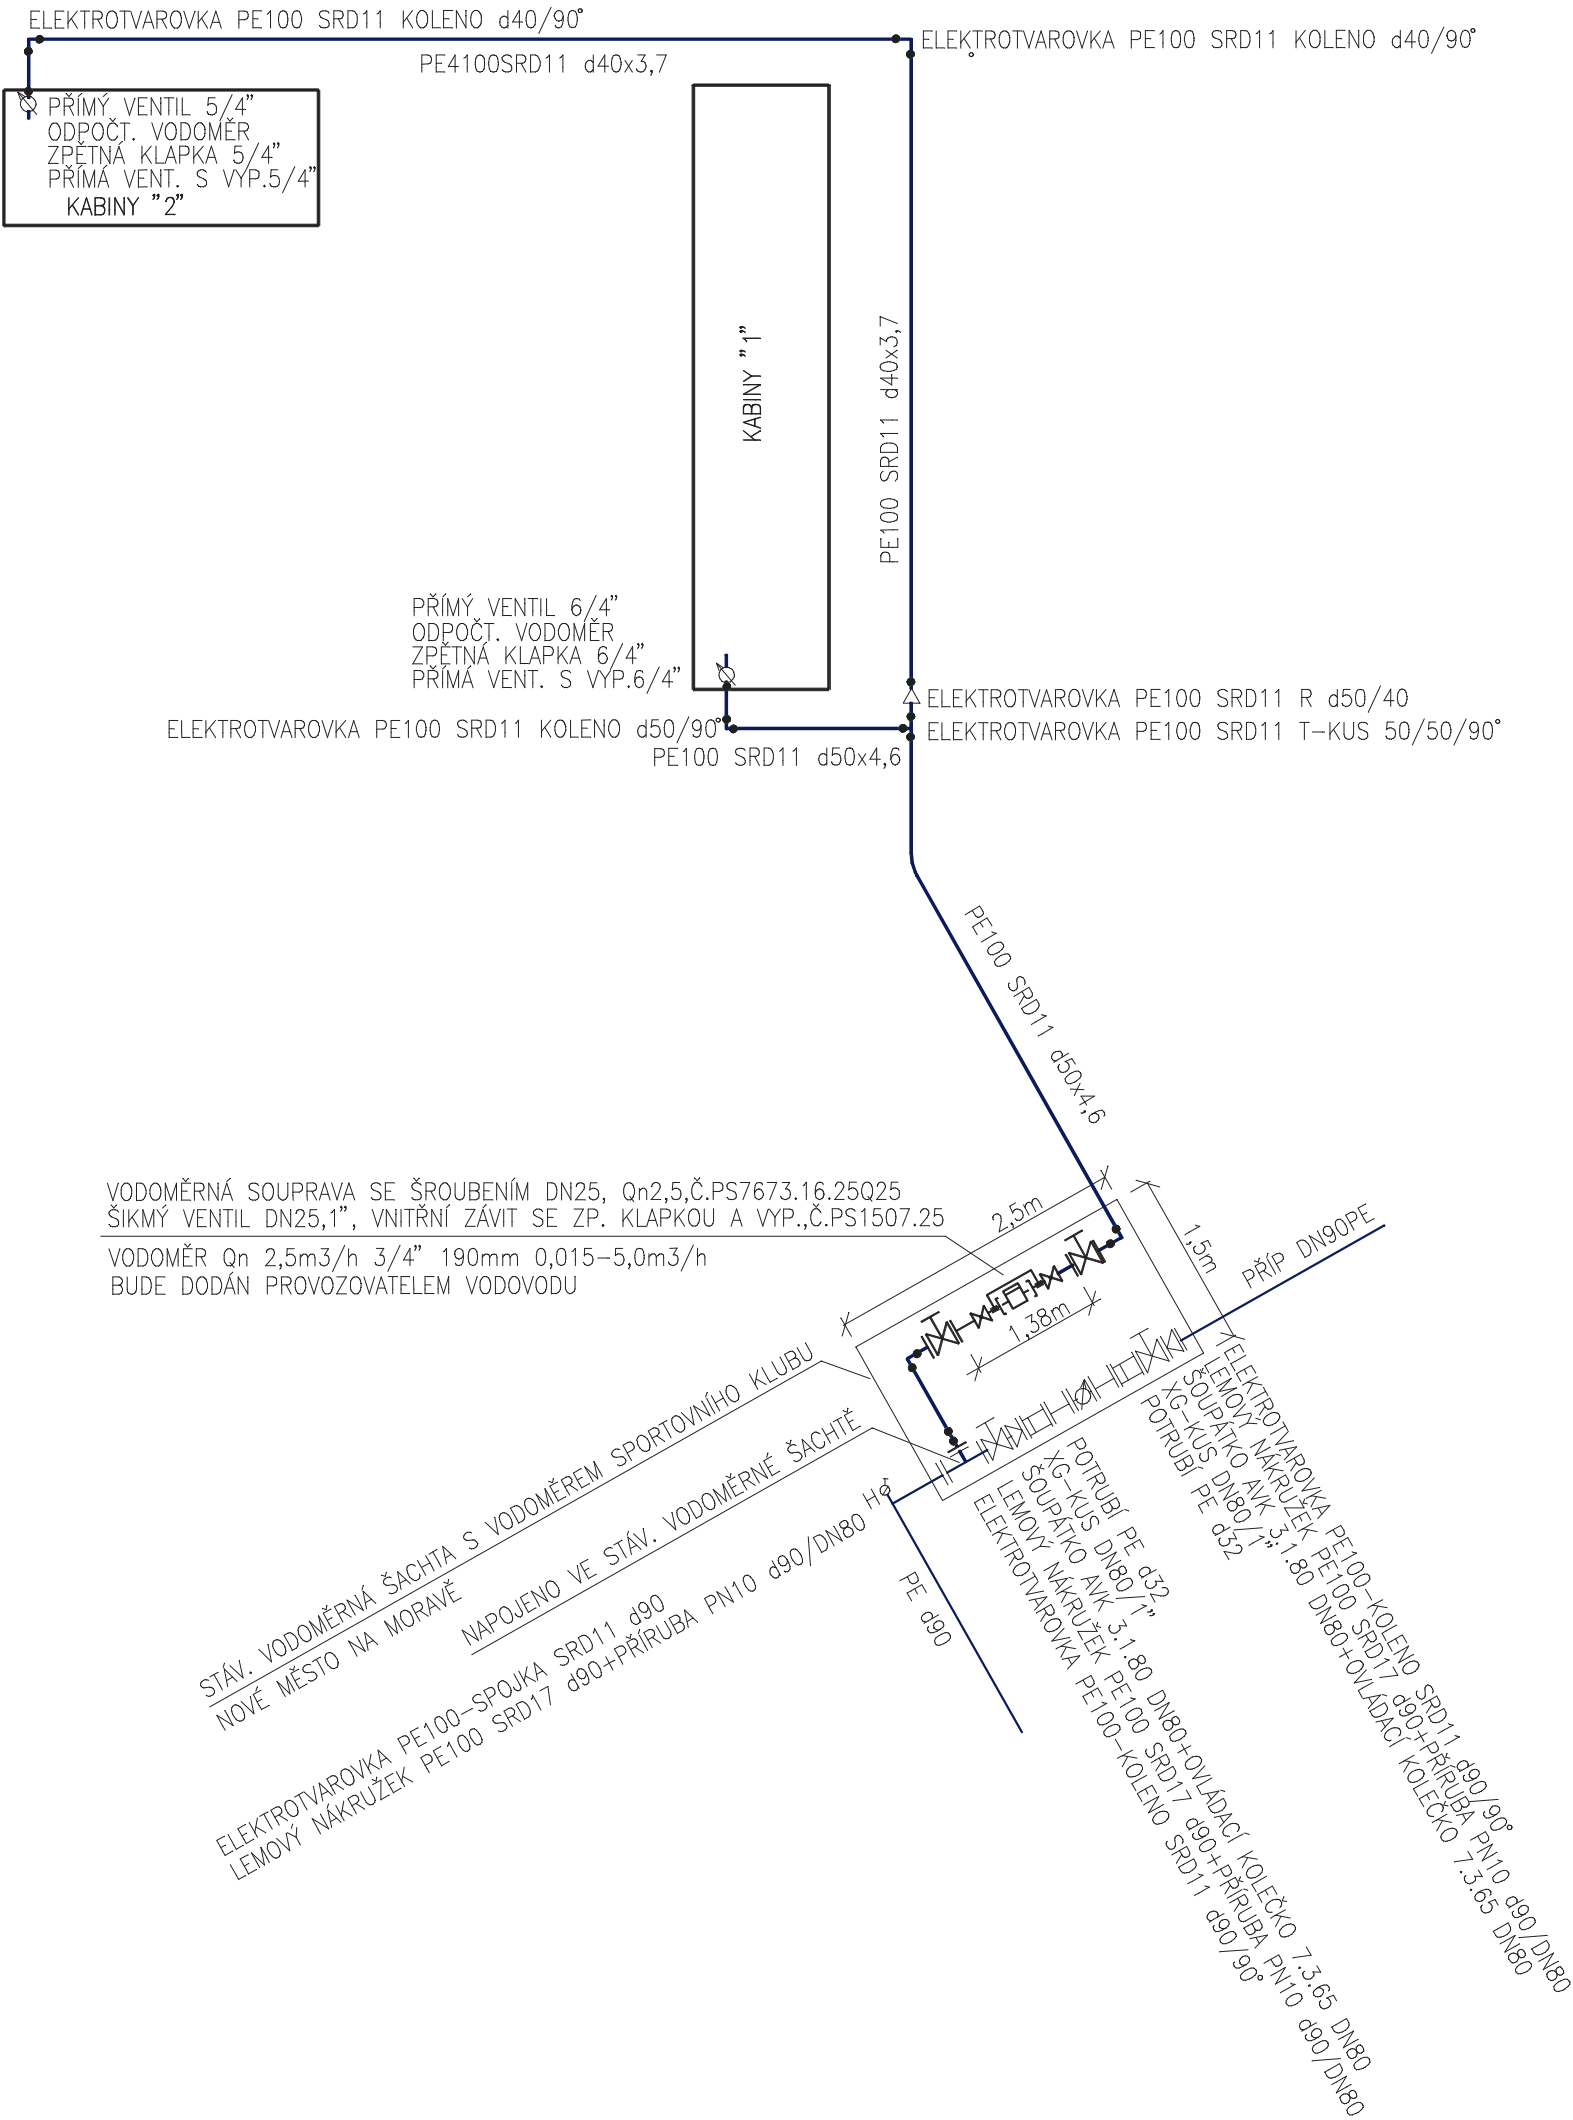 ELEKTROTVAROVKA PE100 SRD11 KOLENO d40/90°
ELEKTROTVAROVKA PE100 SRD11 KOLENO d40/90°
PE4100SRD11 d40x3,7
PŘÍMÝ VENTIL 5/4"
ODPOČT. VODOMĚR
ZPĚTNÁ KLAPKA 5/4"
PŘÍMÁ VENT. S VYP.5/4"
KABINY "2"
KABINY "1"
PE100 SRD11 d40x3,7
PŘÍMÝ VENTIL 6/4"
ODPOČT. VODOMĚR
ZPĚTNÁ KLAPKA 6/4"
PŘÍMÁ VENT. S VYP.6/4"
ELEKTROTVAROVKA PE100 SRD11 R d50/40
ELEKTROTVAROVKA PE100 SRD11 KOLENO d50/90°
ELEKTROTVAROVKA PE100 SRD11 T-KUS 50/50/90°
PE100 SRD11 d50x4,6
PE100 SRD11 d50x4,6
VODOMĚRNÁ SOUPRAVA SE ŠROUBENÍM DN25, Qn2,5,Č.PS7673.16.25Q25
ŠIKMÝ VENTIL DN25,1", VNITŘNÍ ZÁVIT SE ZP. KLAPKOU A VYP.,Č.PS1507.25
VODOMĚR Qn 2,5m3/h 3/4" 190mm 0,015-5,0m3/h
BUDE DODÁN PROVOZOVATELEM VODOVODU
2,5m
1,5m
PŘÍP DN90PE
1,38m
STÁV. VODOMĚRNÁ ŠACHTA S VODOMĚREM SPORTOVNÍHO KLUBU
NOVÉ MĚSTO NA MORAVĚ
NAPOJENO VE STÁV. VODOMĚRNÉ ŠACHTĚ
ELEKTROTVAROVKA PE100-SPOJKA SRD11 d90
LEMOVÝ NÁKRUŽEK PE100 SRD17 d90+PŘÍRUBA PN10 d90/DN80
H
PE d90
ELEKTROTVAROVKA PE100-KOLENO SRD11 d90/90°
LEMOVÝ NÁKRUŽEK PE100 SRD17 d90+PŘÍRUBA PN10 d90/DN80
ŠOUPÁTKO AVK 3.1.80 DN80+OVLÁDACÍ KOLEČKO 7.3.65 DN80
XG-KUS DN80/1"
POTRUBÍ PE d32
POTRUBÍ PE d32
XG-KUS DN80/1"
ŠOUPÁTKO AVK 3.1.80 DN80+OVLÁDACÍ KOLEČKO 7.3.65 DN80
LEMOVÝ NÁKRUŽEK PE100 SRD17 d90+PŘÍRUBA PN10 d90/DN80
ELEKTROTVAROVKA PE100-KOLENO SRD11 d90/90°